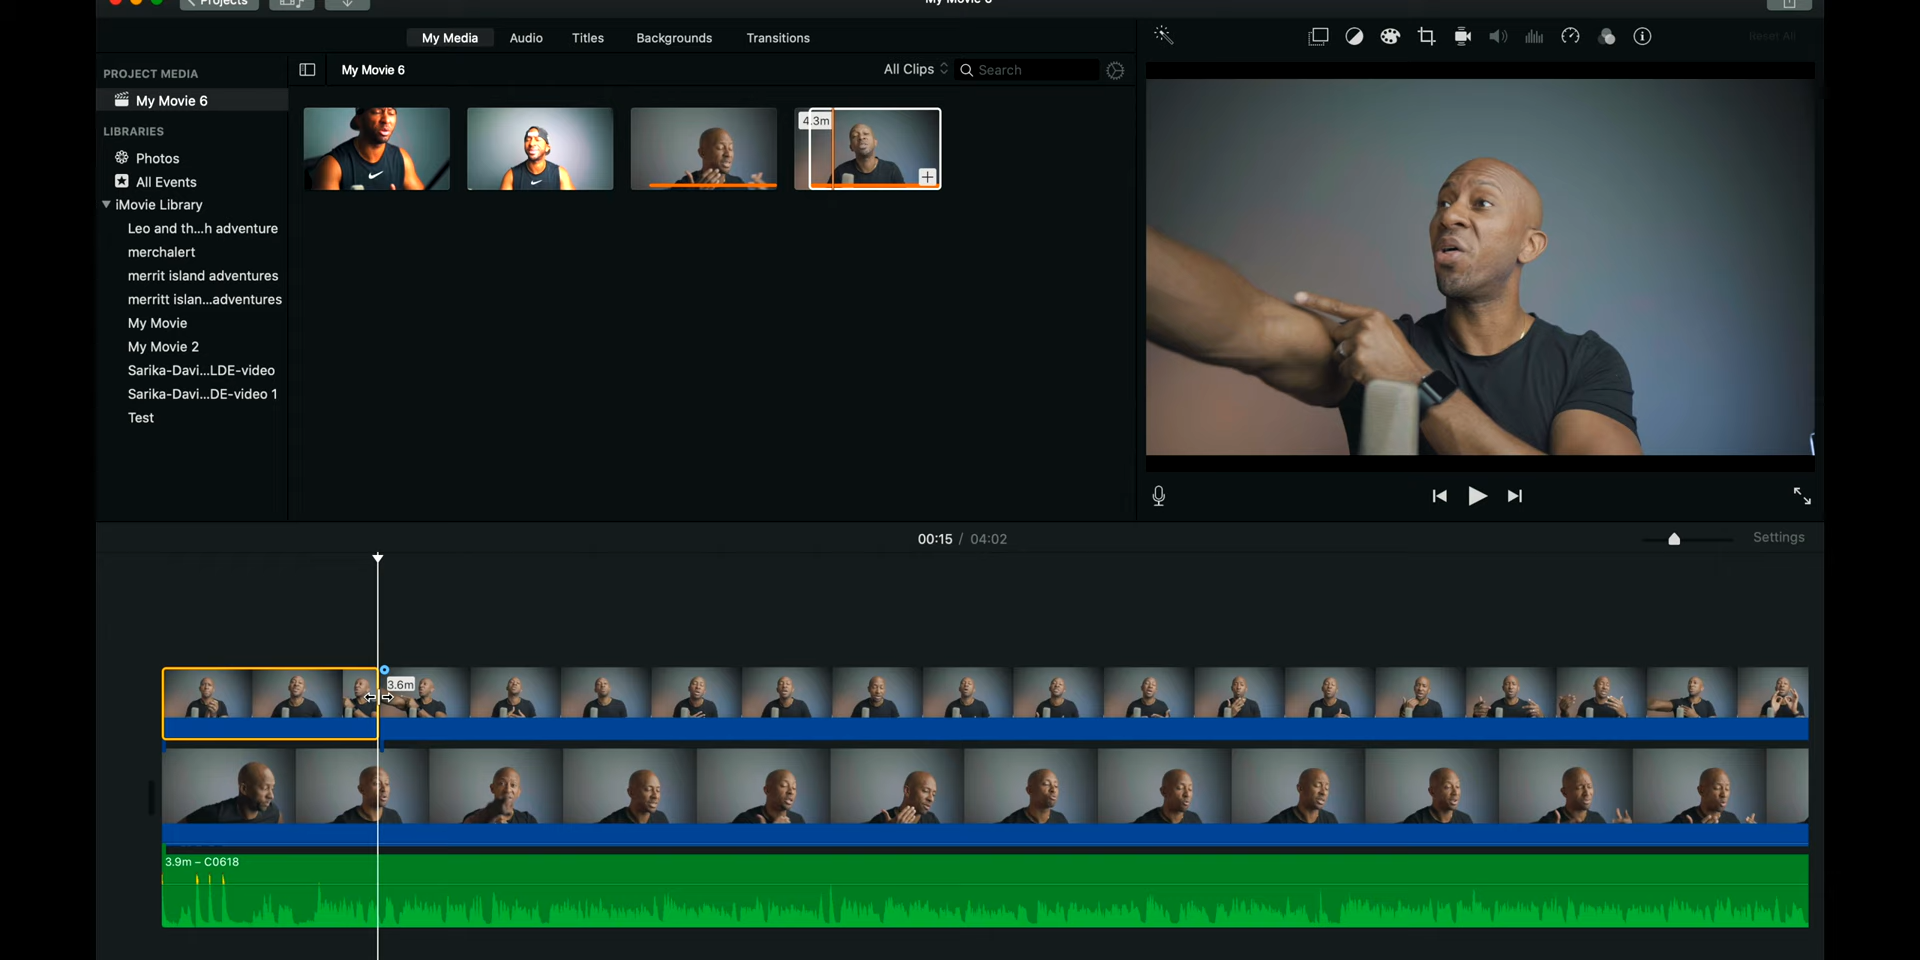 Projects
My Movie 6
My Media
Audio
Titles
Backgrounds
Transitions
Reset All
PROJECT MEDIA
My Movie 6
All Clips
Search
My Movie 6
LIBRARIES
Photos
All Events
iMovie Library
Leo and th...h adventure
merchalert
merrit island adventures
merritt islan...adventures
My Movie
My Movie 2
Sarika-Davi...LDE-video
Sarika-Davi...DE-video 1
Test
4.3m
00:15 / 04:02
Settings
3.6m
3.9m – C0618